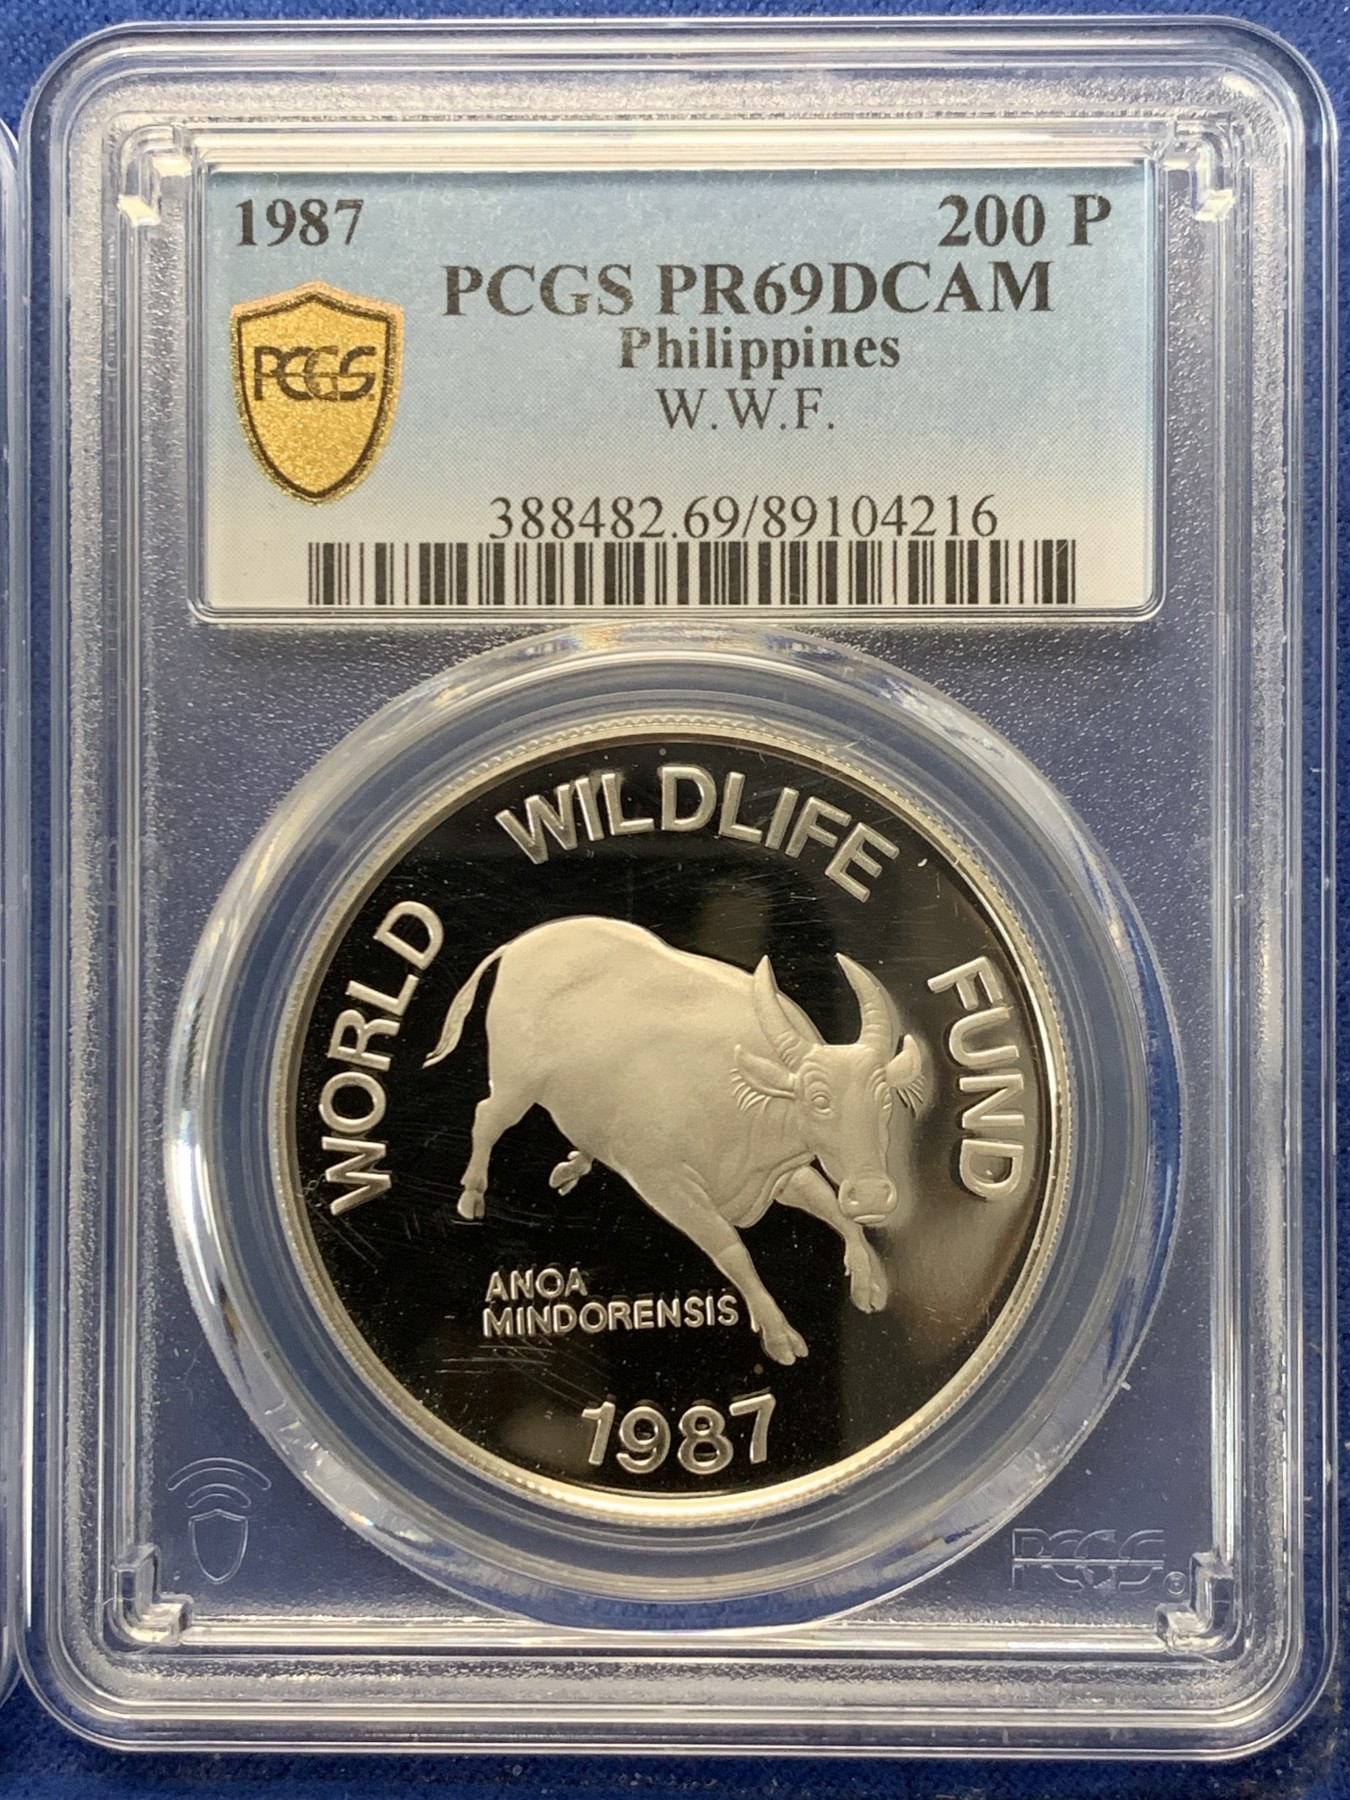 1987 200 P
PCGS PR69DCAM
Philippines
W.W.F.
PCGS
388482.69/89104216
WORLD WILDLIFE FUND
ANOA
MINDORENSIS
1987
PCGS®